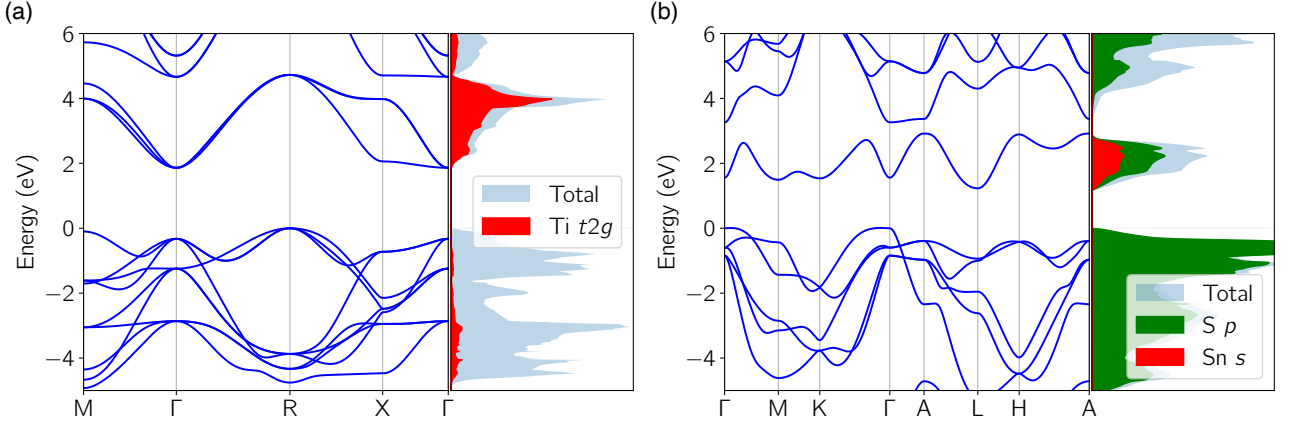 (a)
6
4
2
0
−2
−4
Energy (eV)
M Γ R X Γ
Total
Ti t2g
(b)
6
4
2
0
−2
−4
Energy (eV)
Γ M K Γ A L H A
Total
S p
Sn s